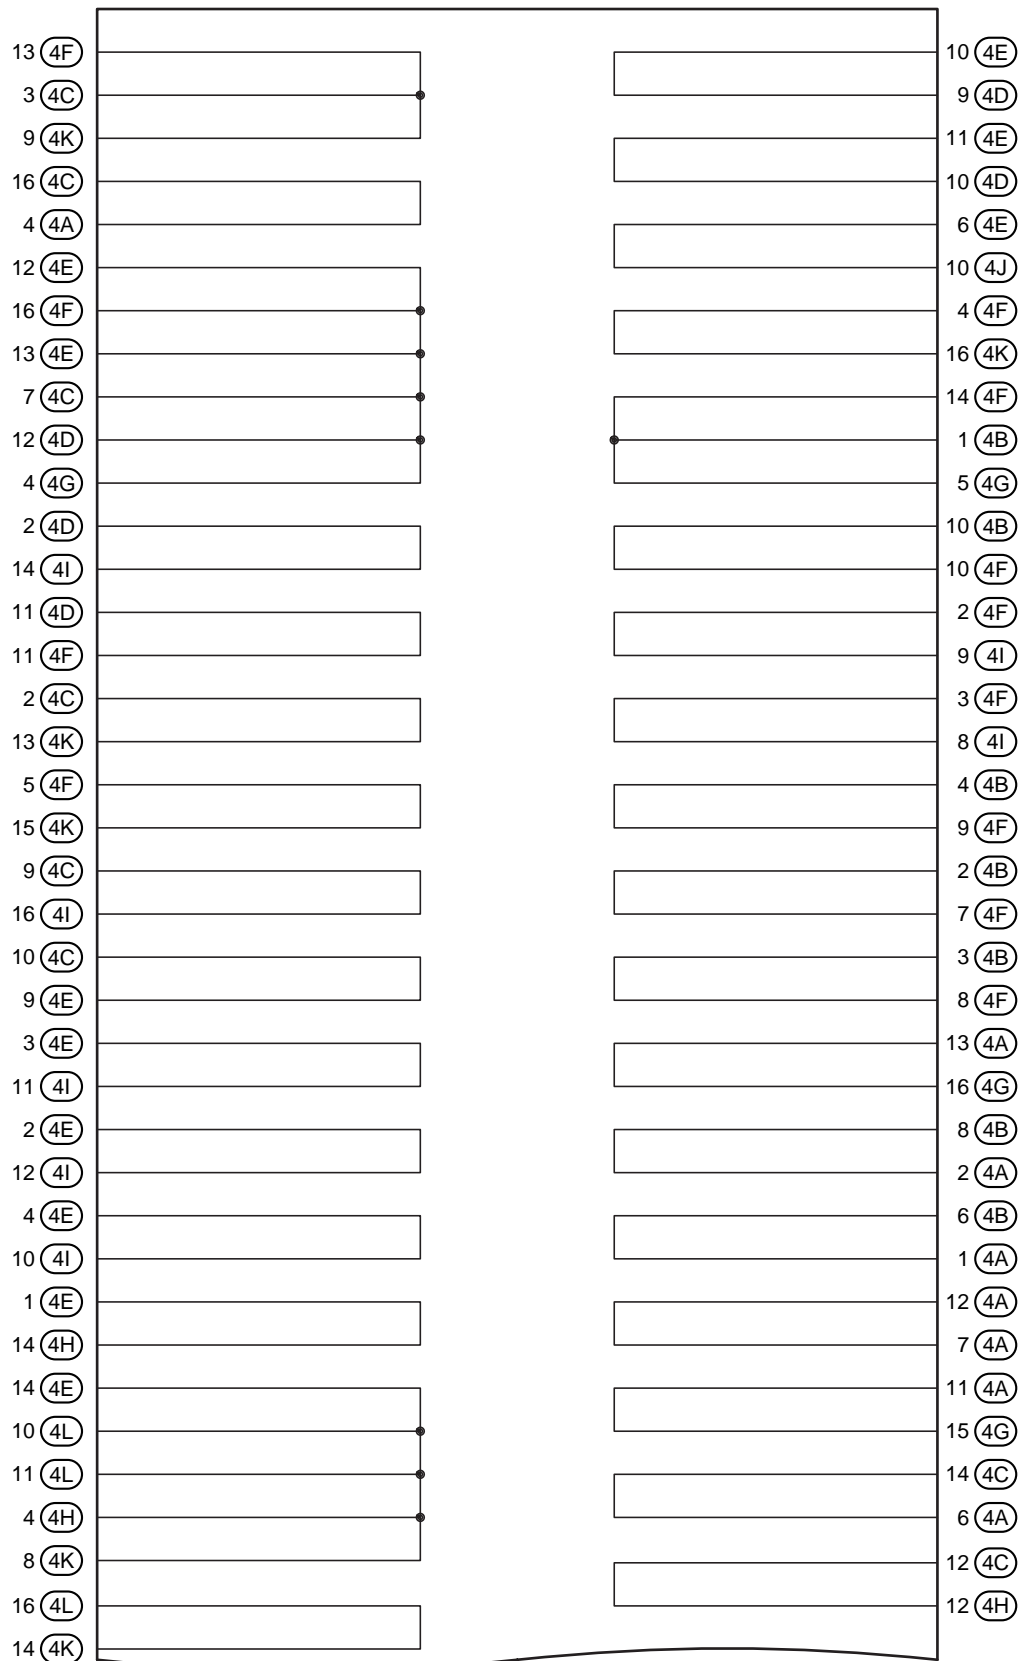 13 4F
3 4C
9 4K
16 4C
4 4A
12 4E
16 4F
13 4E
7 4C
12 4D
4 4G
2 4D
14 4I
11 4D
11 4F
2 4C
13 4K
5 4F
15 4K
9 4C
16 4I
10 4C
9 4E
3 4E
11 4I
2 4E
12 4I
4 4E
10 4I
1 4E
14 4H
14 4E
10 4L
11 4L
4 4H
8 4K
16 4L
14 4K
10 4E
9 4D
11 4E
10 4D
6 4E
10 4J
4 4F
16 4K
14 4F
1 4B
5 4G
10 4B
10 4F
2 4F
9 4I
3 4F
8 4I
4 4B
9 4F
2 4B
7 4F
3 4B
8 4F
13 4A
16 4G
8 4B
2 4A
6 4B
1 4A
12 4A
7 4A
11 4A
15 4G
14 4C
6 4A
12 4C
12 4H